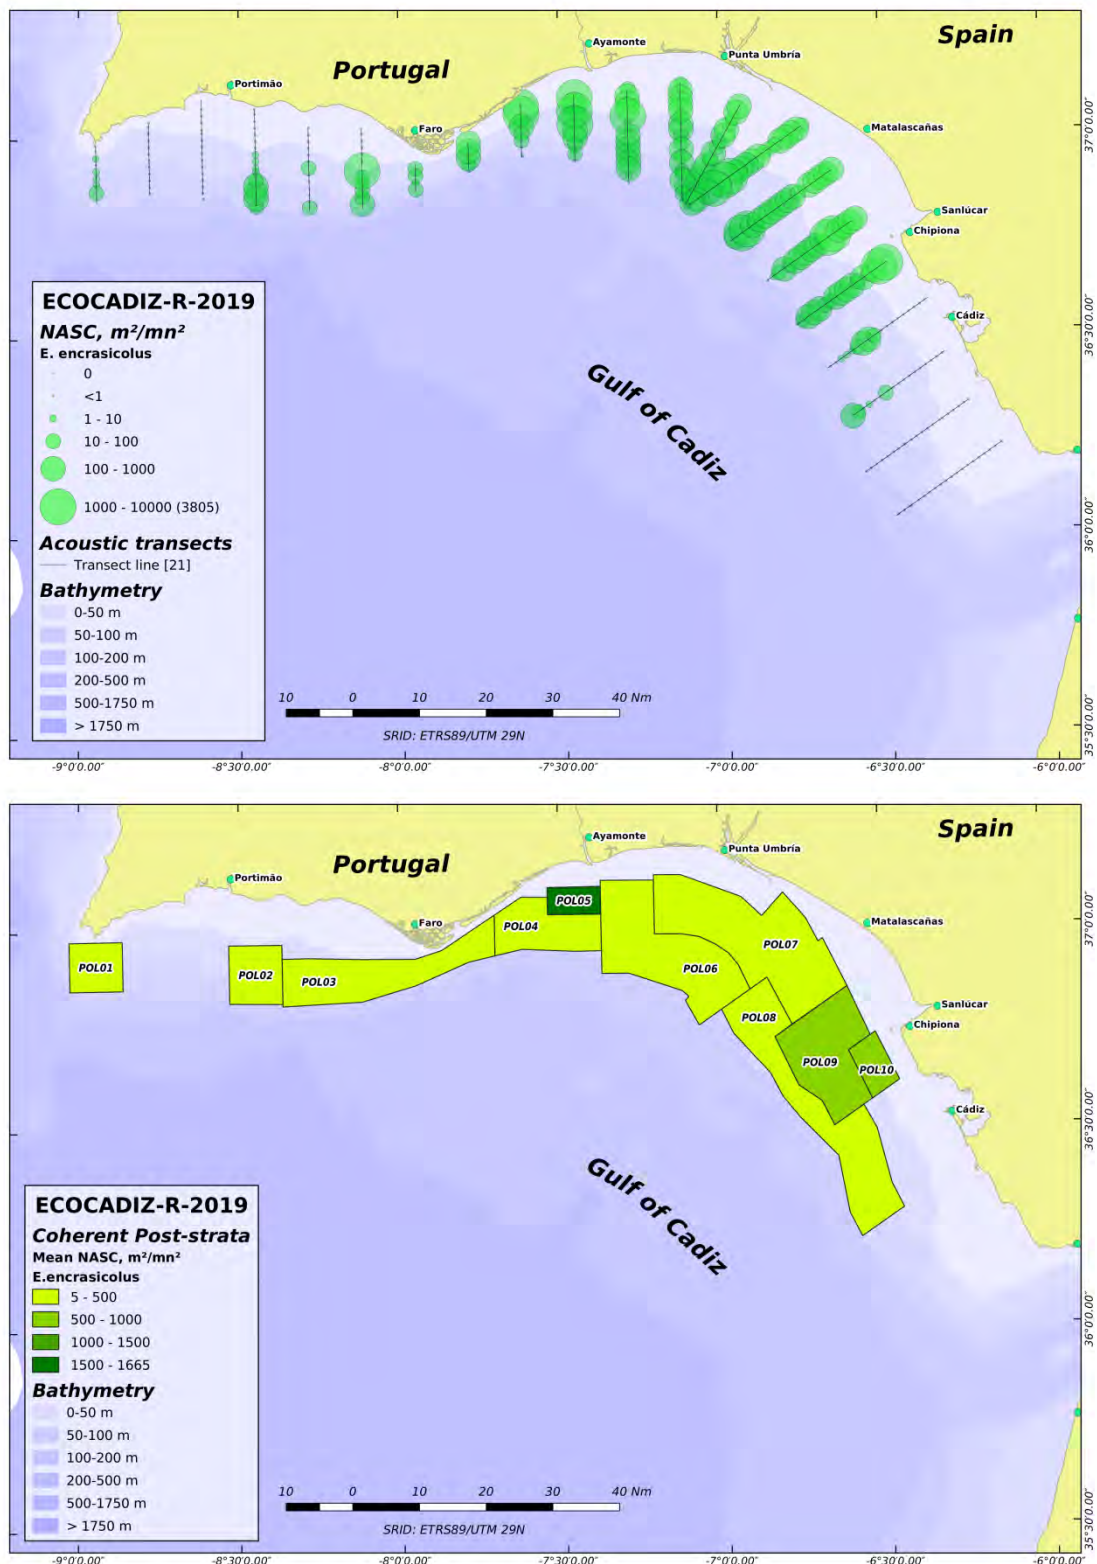 Spain
Portugal
Ayamonte
Punta Umbría
Portimão
Faro
Matalascañas
Sanlúcar
Chipiona
Cádiz
Gulf of Cadiz
37°0'0.00"
36°30'0.00"
36°0'0.00"
35°30'0.00"
ECOCADIZ-R-2019
NASC, m²/mn²
E. encrasicolus
0
<1
1 - 10
10 - 100
100 - 1000
1000 - 10000 (3805)
Acoustic transects
Transect line [21]
Bathymetry
0-50 m
50-100 m
100-200 m
200-500 m
500-1750 m
> 1750 m
10 0 10 20 30 40 Nm
SRID: ETRS89/UTM 29N
-9°0'0.00" -8°30'0.00" -8°0'0.00" -7°30'0.00" -7°0'0.00" -6°30'0.00" -6°0'0.00"
Spain
Portugal
Ayamonte
Punta Umbría
Portimão
Faro
Matalascañas
Sanlúcar
Chipiona
Cádiz
POL01
POL02
POL03
POL04
POL05
POL06
POL07
POL08
POL09
POL10
Gulf of Cadiz
37°0'0.00"
36°30'0.00"
36°0'0.00"
35°30'0.00"
ECOCADIZ-R-2019
Coherent Post-strata
Mean NASC, m²/mn²
E.encrasicolus
5 - 500
500 - 1000
1000 - 1500
1500 - 1665
Bathymetry
0-50 m
50-100 m
100-200 m
200-500 m
500-1750 m
> 1750 m
10 0 10 20 30 40 Nm
SRID: ETRS89/UTM 29N
-9°0'0.00" -8°30'0.00" -8°0'0.00" -7°30'0.00" -7°0'0.00" -6°30'0.00" -6°0'0.00"